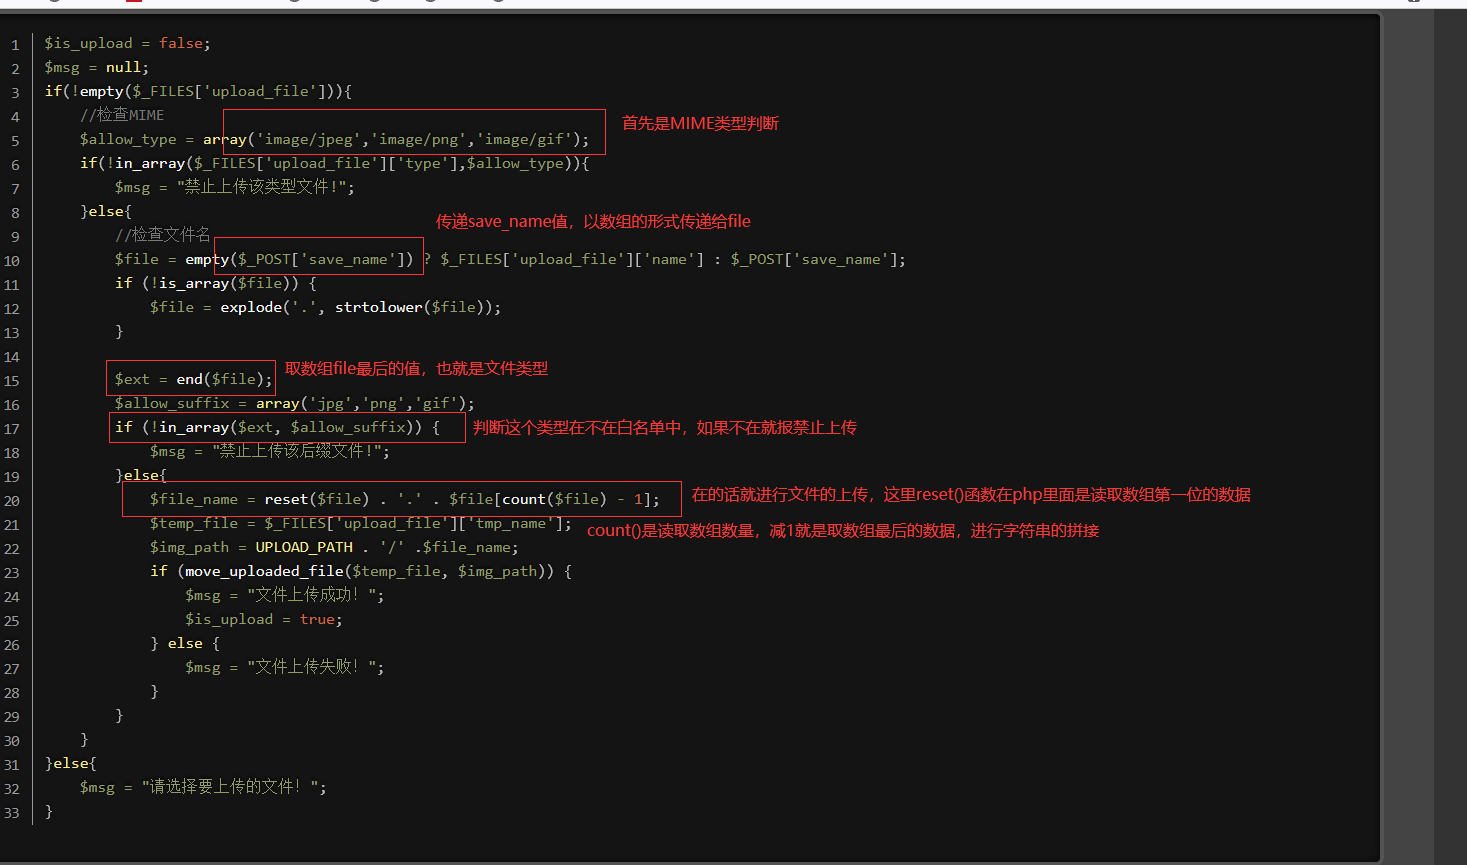 1 $is_upload = false;
2 $msg = null;
3 if(!empty($_FILES['upload_file'])){
4 //检查MIME
首先是MIME类型判断
5 $allow_type = array('image/jpeg','image/png','image/gif');
6 if(!in_array($_FILES['upload_file']['type'],$allow_type)){
7 $msg = "禁止上传该类型文件!";
8 }else{
传递save_name值，以数组的形式传递给file
9 //检查文件名
10 $file = empty($_POST['save_name']) ? $_FILES['upload_file']['name'] : $_POST['save_name'];
11 if (!is_array($file)) {
12 $file = explode('.', strtolower($file));
13 }
14
取数组file最后的值，也就是文件类型
15 $ext = end($file);
16 $allow_suffix = array('jpg','png','gif');
17 if (!in_array($ext, $allow_suffix)) {
判断这个类型在不在白名单中，如果不在就报禁止上传
18 $msg = "禁止上传该后缀文件!";
19 }else{
20 $file_name = reset($file) . '.' . $file[count($file) - 1];
在的话就进行文件的上传，这里reset()函数在php里面是读取数组第一位的数据
21 $temp_file = $_FILES['upload_file']['tmp_name'];
count()是读取数组数量，减1就是取数组最后的数据，进行字符串的拼接
22 $img_path = UPLOAD_PATH . '/' .$file_name;
23 if (move_uploaded_file($temp_file, $img_path)) {
24 $msg = "文件上传成功！";
25 $is_upload = true;
26 } else {
27 $msg = "文件上传失败！";
28 }
29 }
30 }
31 }else{
32 $msg = "请选择要上传的文件！";
33 }